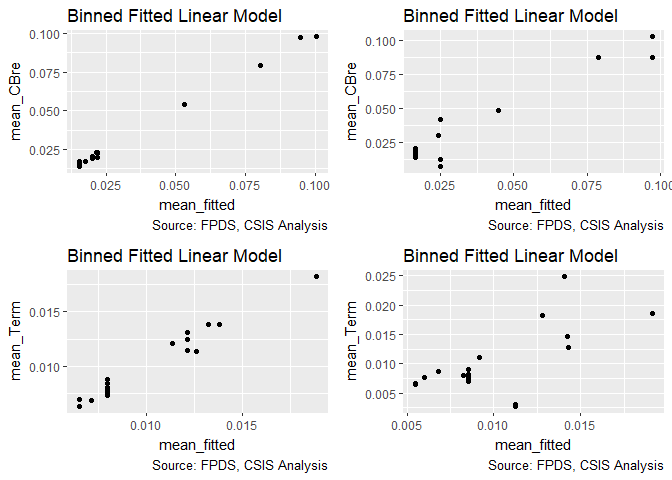 Binned Fitted Linear Model
mean_CBre
0.100
0.075
0.050
0.025
0.025
0.050
0.075
0.100
mean_fitted
Source: FPDS, CSIS Analysis
Binned Fitted Linear Model
mean_CBre
0.100
0.075
0.050
0.025
0.025
0.050
0.075
0.100
mean_fitted
Source: FPDS, CSIS Analysis
Binned Fitted Linear Model
mean_Term
0.015
0.010
0.010
0.015
mean_fitted
Source: FPDS, CSIS Analysis
Binned Fitted Linear Model
mean_Term
0.025
0.020
0.015
0.010
0.005
0.005
0.010
0.015
mean_fitted
Source: FPDS, CSIS Analysis